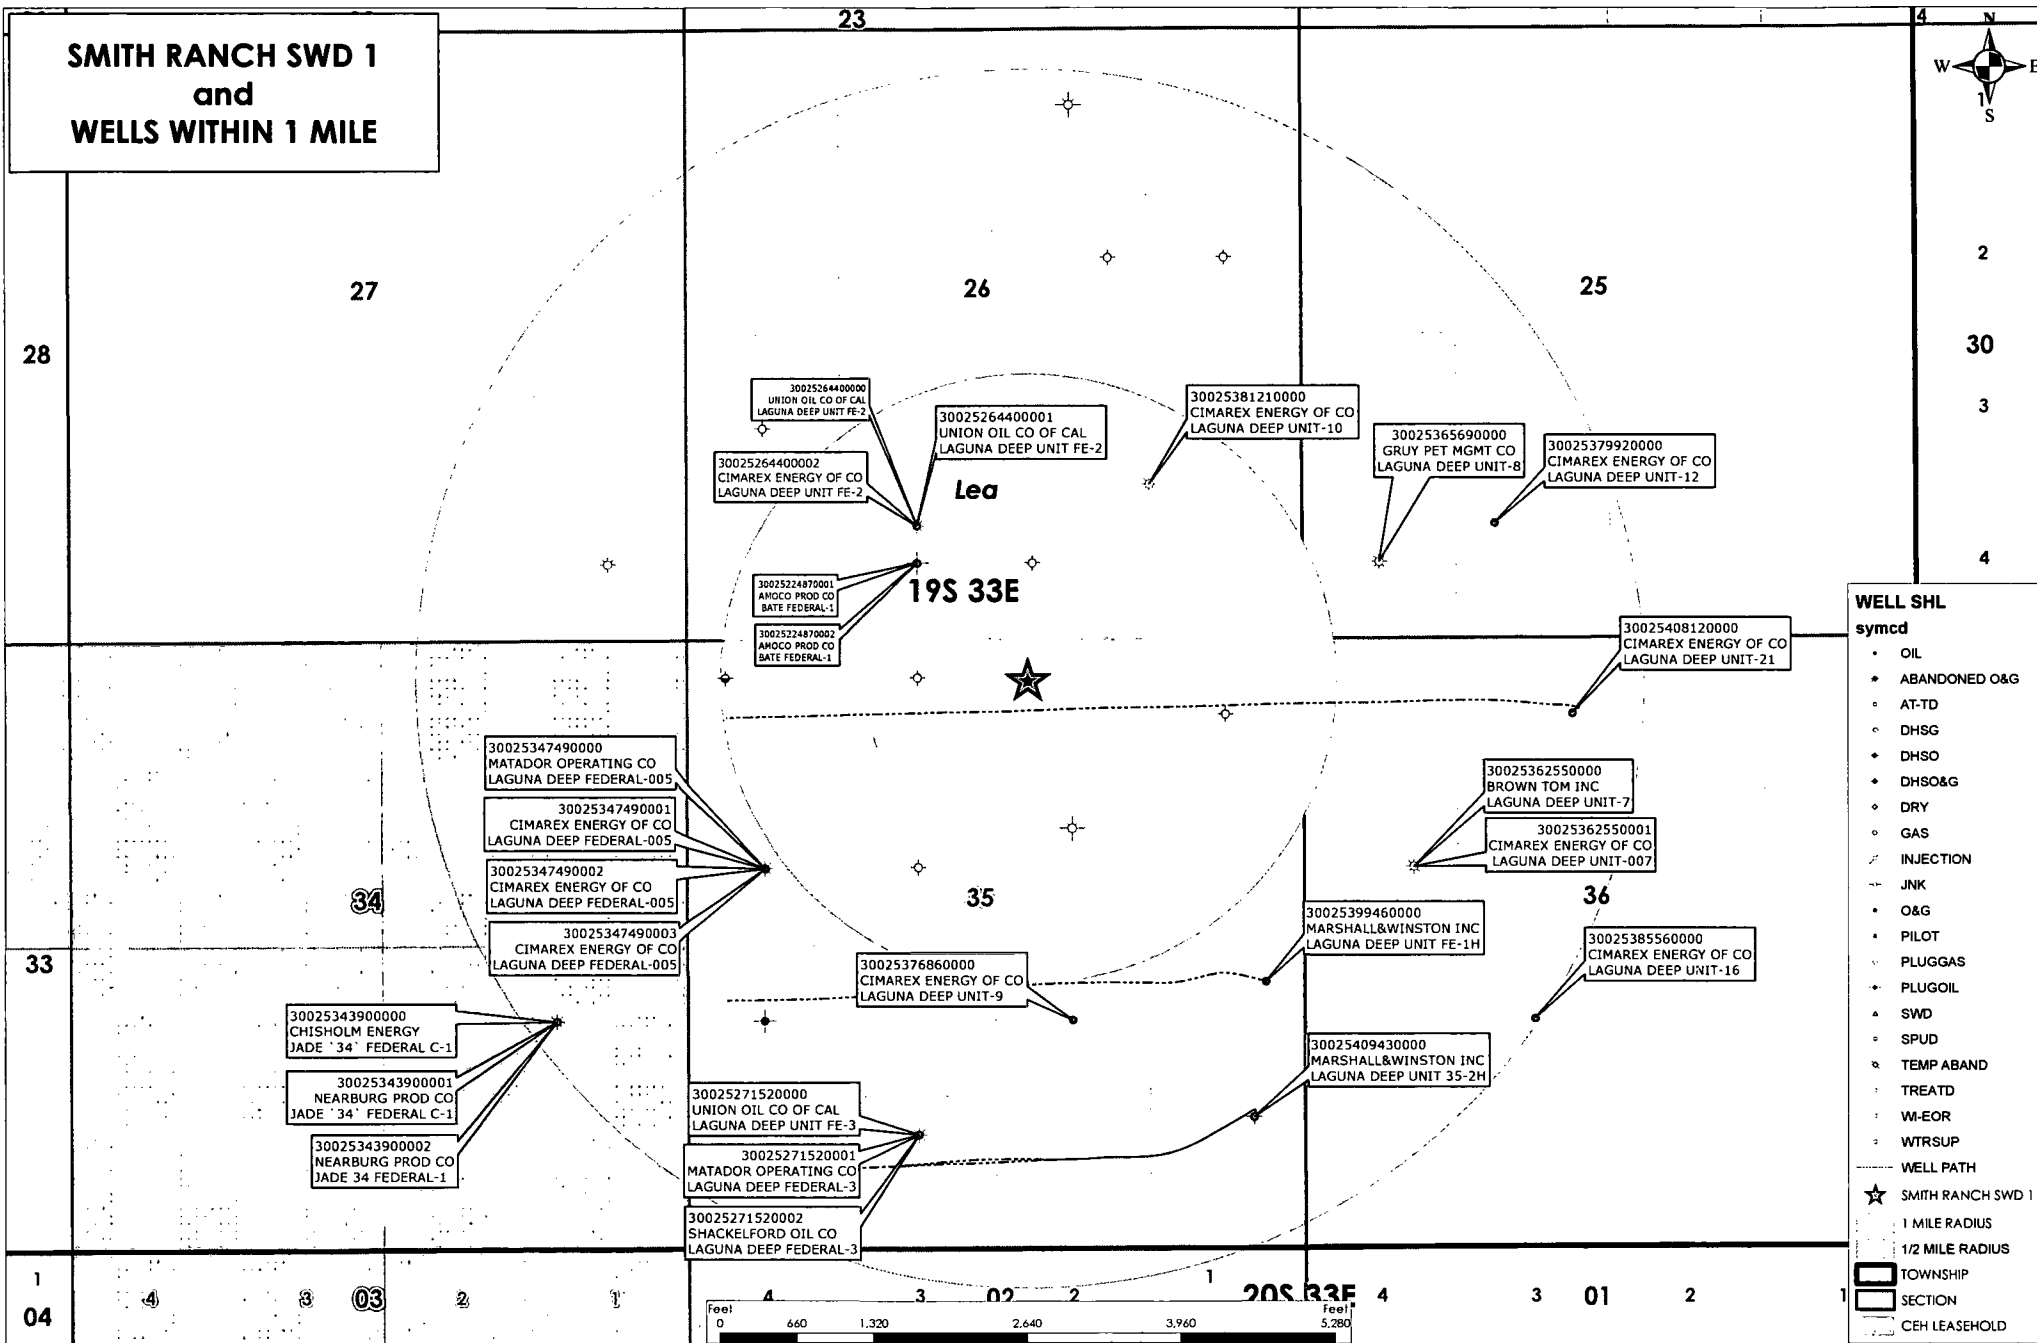 SMITH RANCH SWD 1
and
WELLS WITHIN 1 MILE
23
4
N
W
E
1
S
27
26
25
2
28
30
3
30025264400000
UNION OIL CO OF CAL
LAGUNA DEEP UNIT FE-2
30025264400001
UNION OIL CO OF CAL
LAGUNA DEEP UNIT FE-2
30025381210000
CIMAREX ENERGY OF CO
LAGUNA DEEP UNIT-10
30025365690000
GRUY PET MGMT CO
LAGUNA DEEP UNIT-8
30025379920000
CIMAREX ENERGY OF CO
LAGUNA DEEP UNIT-12
30025264400002
CIMAREX ENERGY OF CO
LAGUNA DEEP UNIT FE-2
Lea
4
30025224870001
AMOCO PROD CO
BATE FEDERAL-1
19S 33E
30025224870002
AMOCO PROD CO
BATE FEDERAL-1
30025408120000
CIMAREX ENERGY OF CO
LAGUNA DEEP UNIT-21
30025347490000
MATADOR OPERATING CO
LAGUNA DEEP FEDERAL-005
30025347490001
CIMAREX ENERGY OF CO
LAGUNA DEEP FEDERAL-005
30025347490002
CIMAREX ENERGY OF CO
LAGUNA DEEP FEDERAL-005
30025347490003
CIMAREX ENERGY OF CO
LAGUNA DEEP FEDERAL-005
30025362550000
BROWN TOM INC
LAGUNA DEEP UNIT-7
30025362550001
CIMAREX ENERGY OF CO
LAGUNA DEEP UNIT-007
34
35
36
33
30025399460000
MARSHALL&WINSTON INC
LAGUNA DEEP UNIT FE-1H
30025385560000
CIMAREX ENERGY OF CO
LAGUNA DEEP UNIT-16
30025376860000
CIMAREX ENERGY OF CO
LAGUNA DEEP UNIT-9
30025343900000
CHISHOLM ENERGY
JADE `34` FEDERAL C-1
30025343900001
NEARBURG PROD CO
JADE `34` FEDERAL C-1
30025343900002
NEARBURG PROD CO
JADE 34 FEDERAL-1
30025409430000
MARSHALL&WINSTON INC
LAGUNA DEEP UNIT 35-2H
30025271520000
UNION OIL CO OF CAL
LAGUNA DEEP UNIT FE-3
30025271520001
MATADOR OPERATING CO
LAGUNA DEEP FEDERAL-3
30025271520002
SHACKELFORD OIL CO
LAGUNA DEEP FEDERAL-3
1
04
4
3
03
2
1
4
3
02
2
1
20S 33E
4
3
01
2
1
Feet
Feet
0
660
1,320
2,640
3,960
5,280
WELL SHL
symcd
OIL
ABANDONED O&G
AT-TD
DHSG
DHSO
DHSO&G
DRY
GAS
INJECTION
JNK
O&G
PILOT
PLUGGAS
PLUGOIL
SWD
SPUD
TEMP ABAND
TREATD
WI-EOR
WTRSUP
WELL PATH
SMITH RANCH SWD 1
1 MILE RADIUS
1/2 MILE RADIUS
TOWNSHIP
SECTION
CEH LEASEHOLD